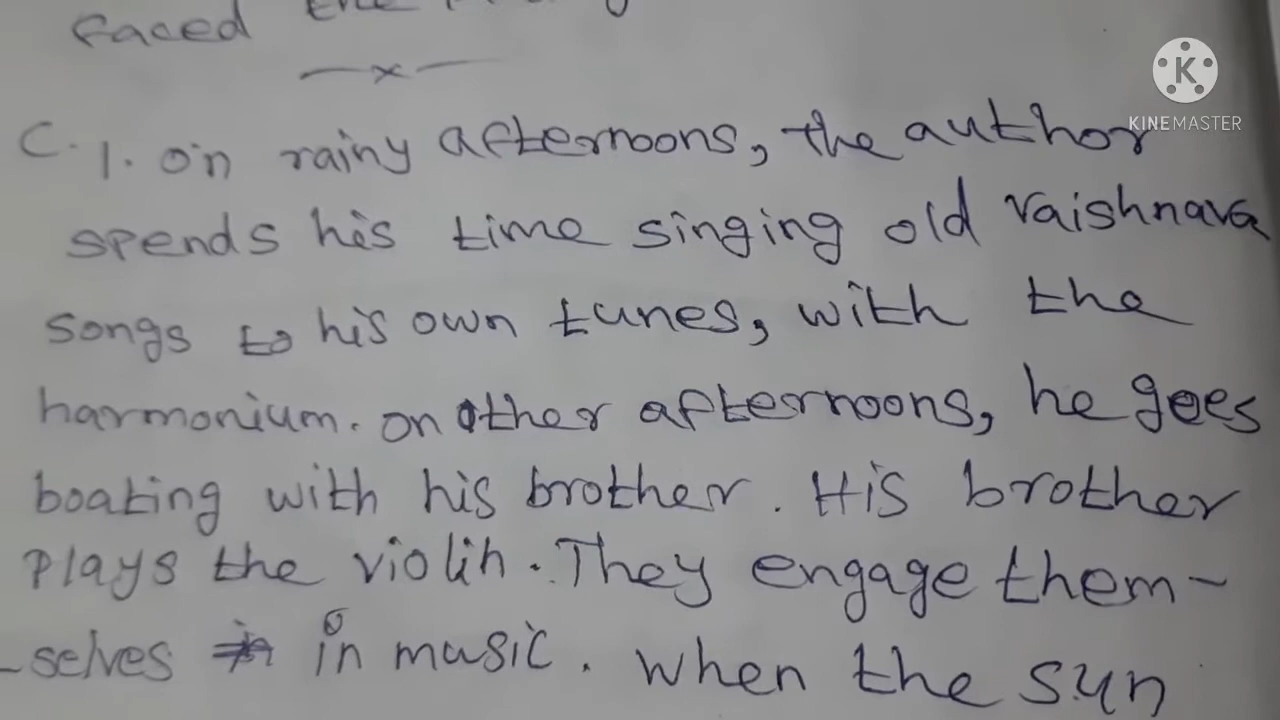 faced the
x
K
KINEMASTER
C. 1. On rainy afternoons, the author
spends his time singing old vaishnava
songs to his own tunes, with the
harmonium. on other afternoons, he goes
boating with his brother. His brother
plays the violin. They engage them-
-selves in in music. when the sun